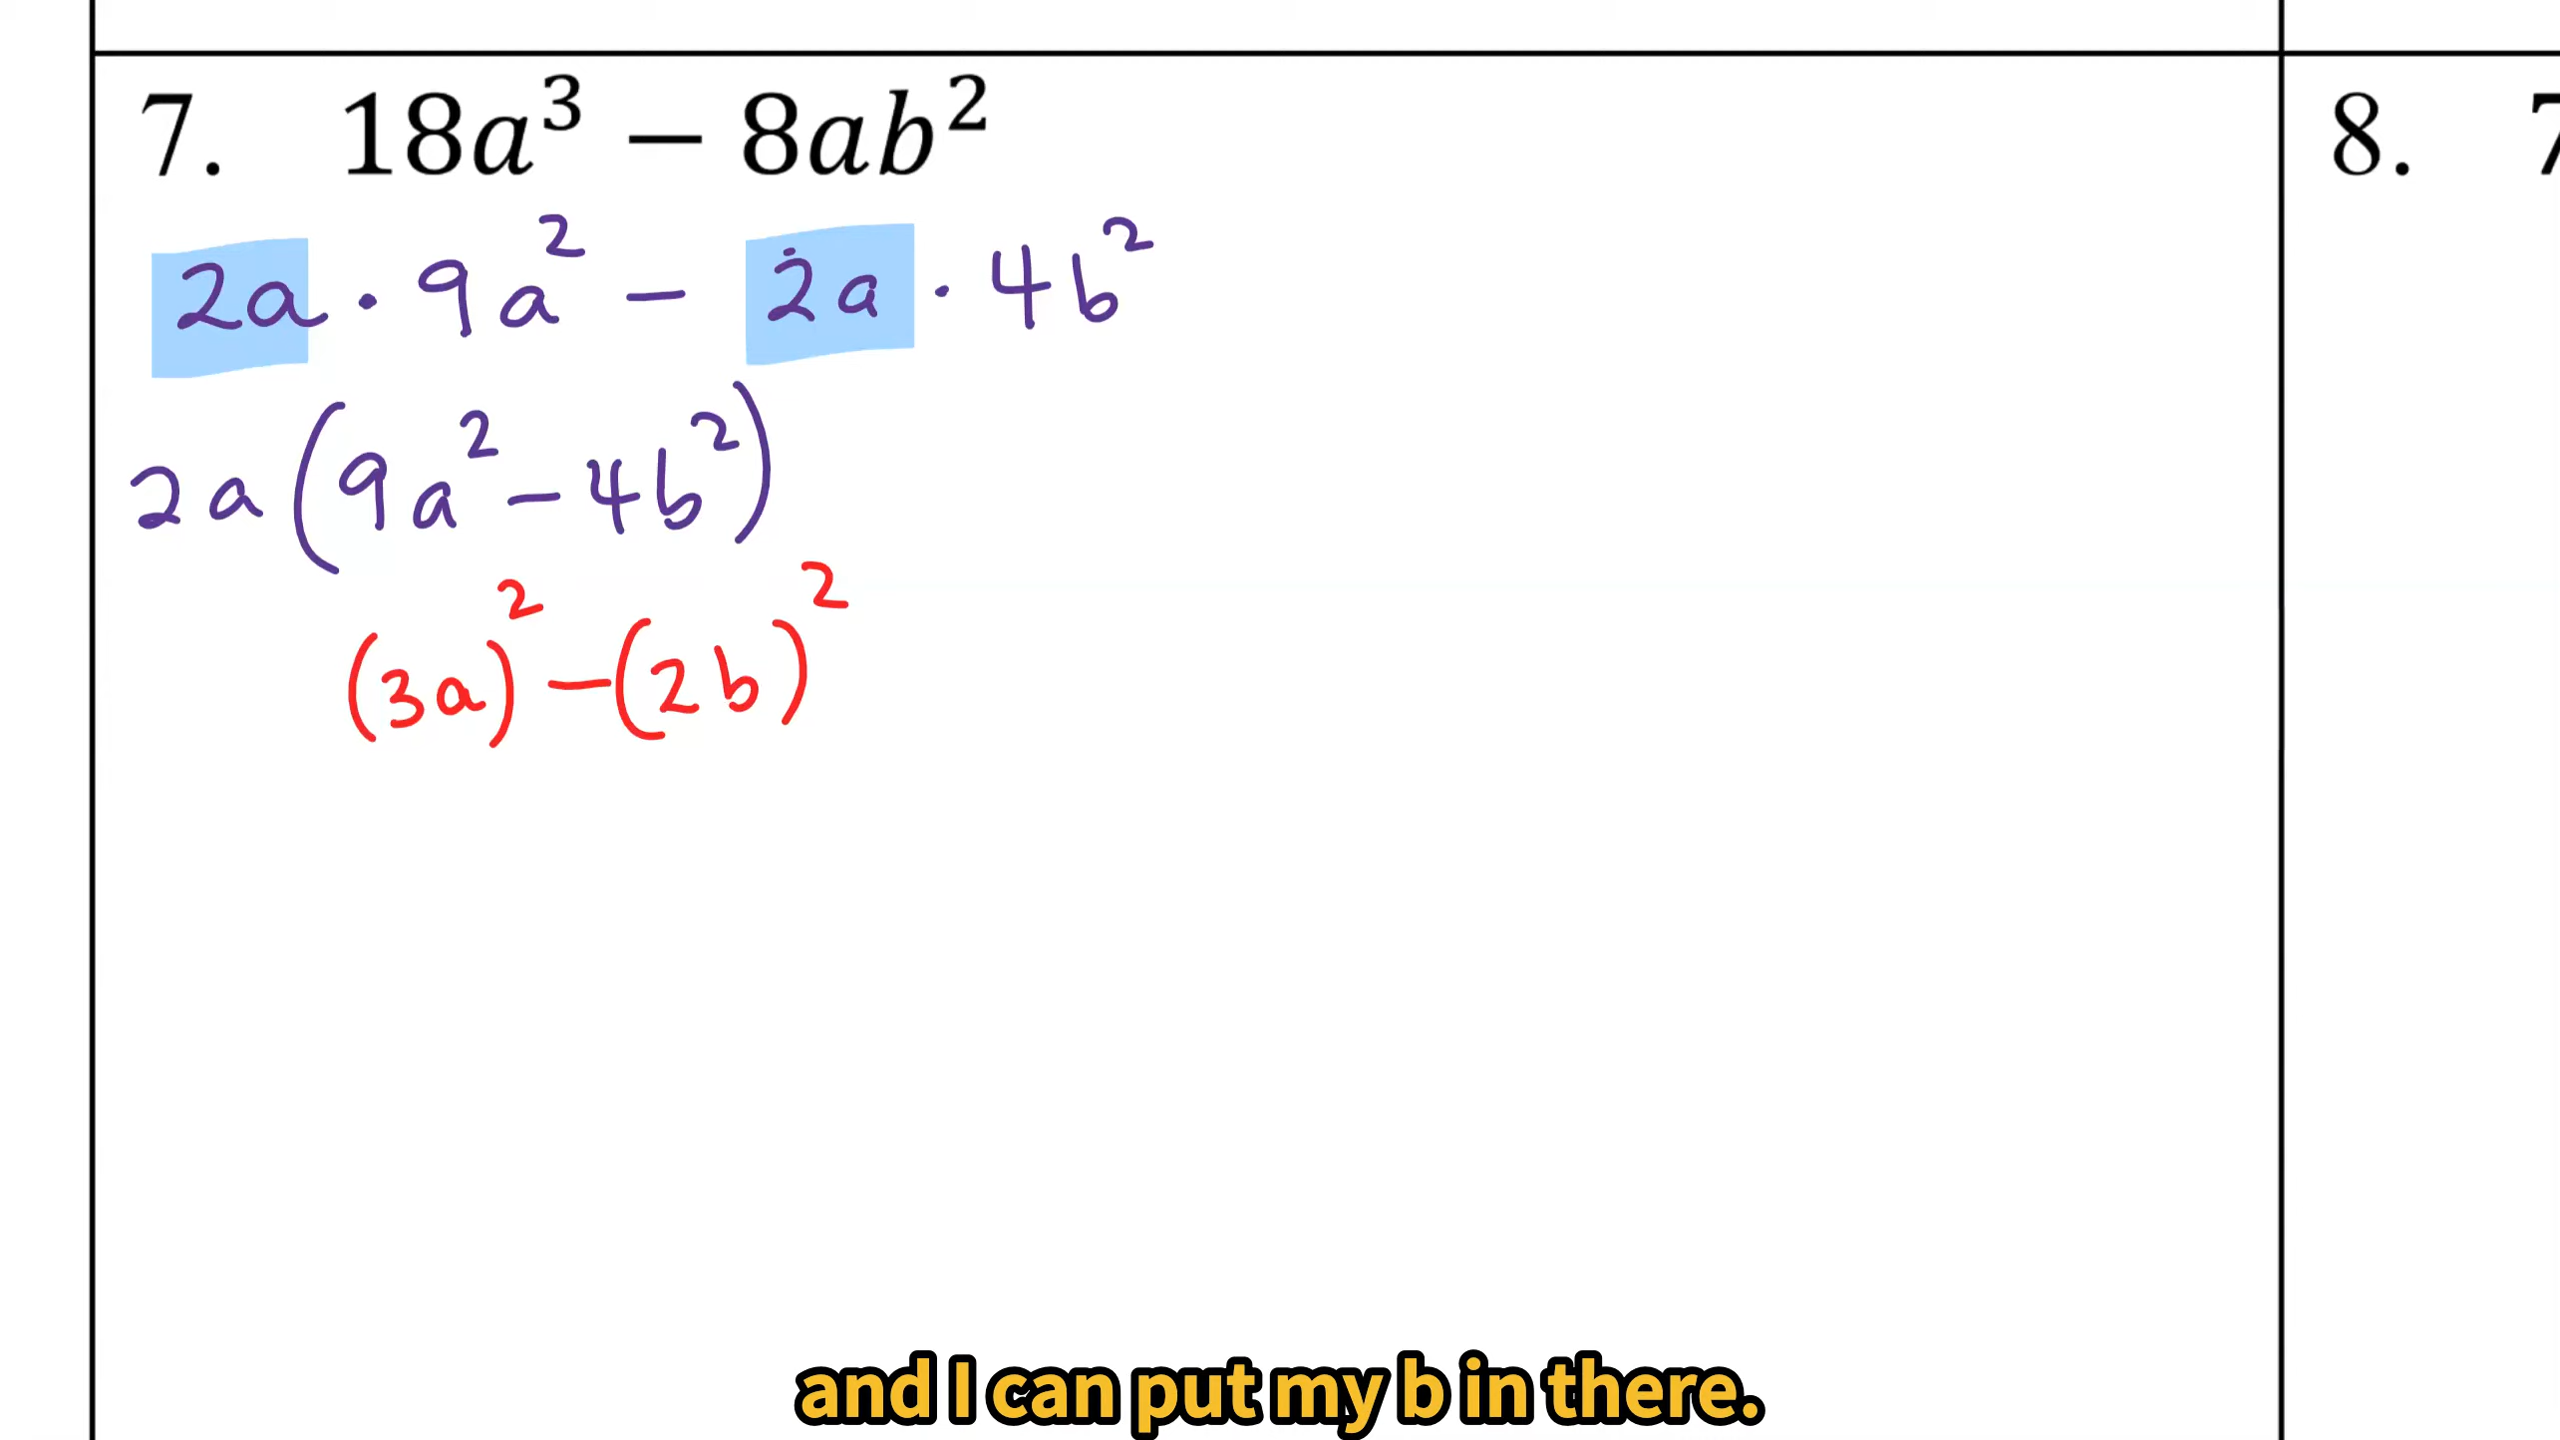 7. 18a³ − 8ab²
8. 7
2a · 9a² − 2a · 4b²
2a(9a² − 4b²)
(3a)² − (2b)²
and I can put my b in there.